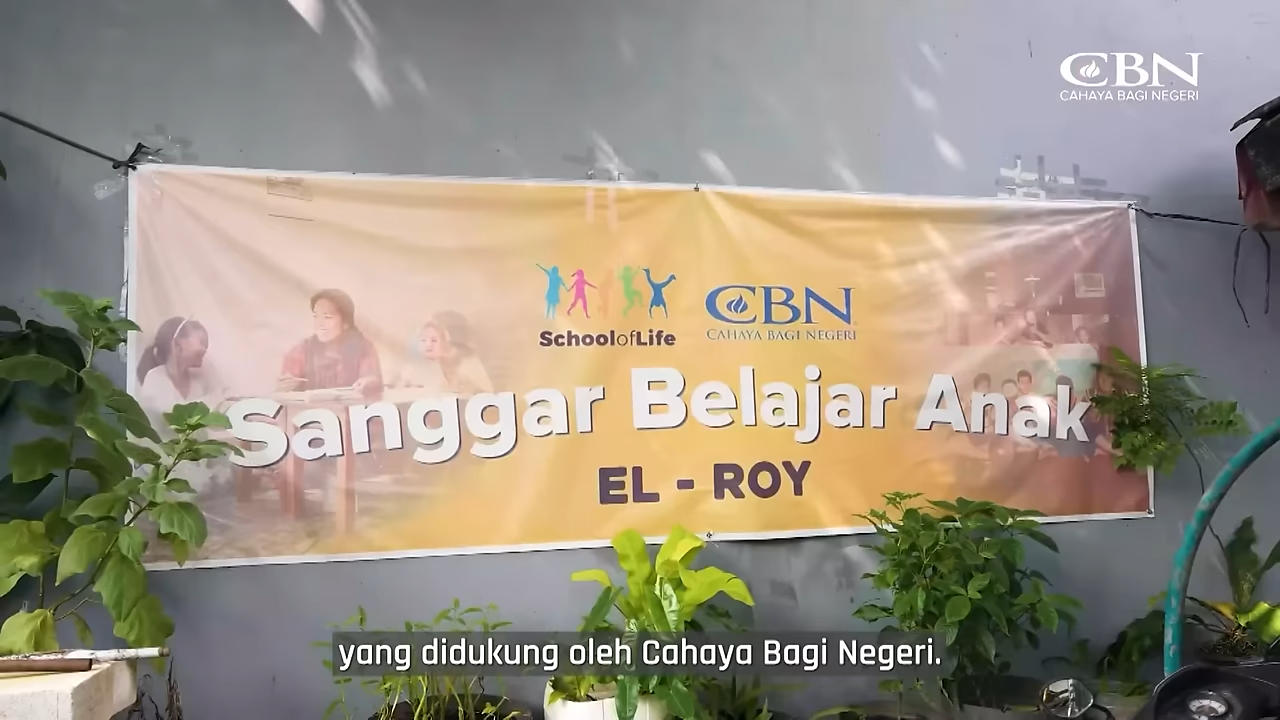 CBN
CAHAYA BAGI NEGERI
SchoolofLife
CBN
CAHAYA BAGI NEGERI
Sanggar Belajar Anak
EL - ROY
yang didukung oleh Cahaya Bagi Negeri.